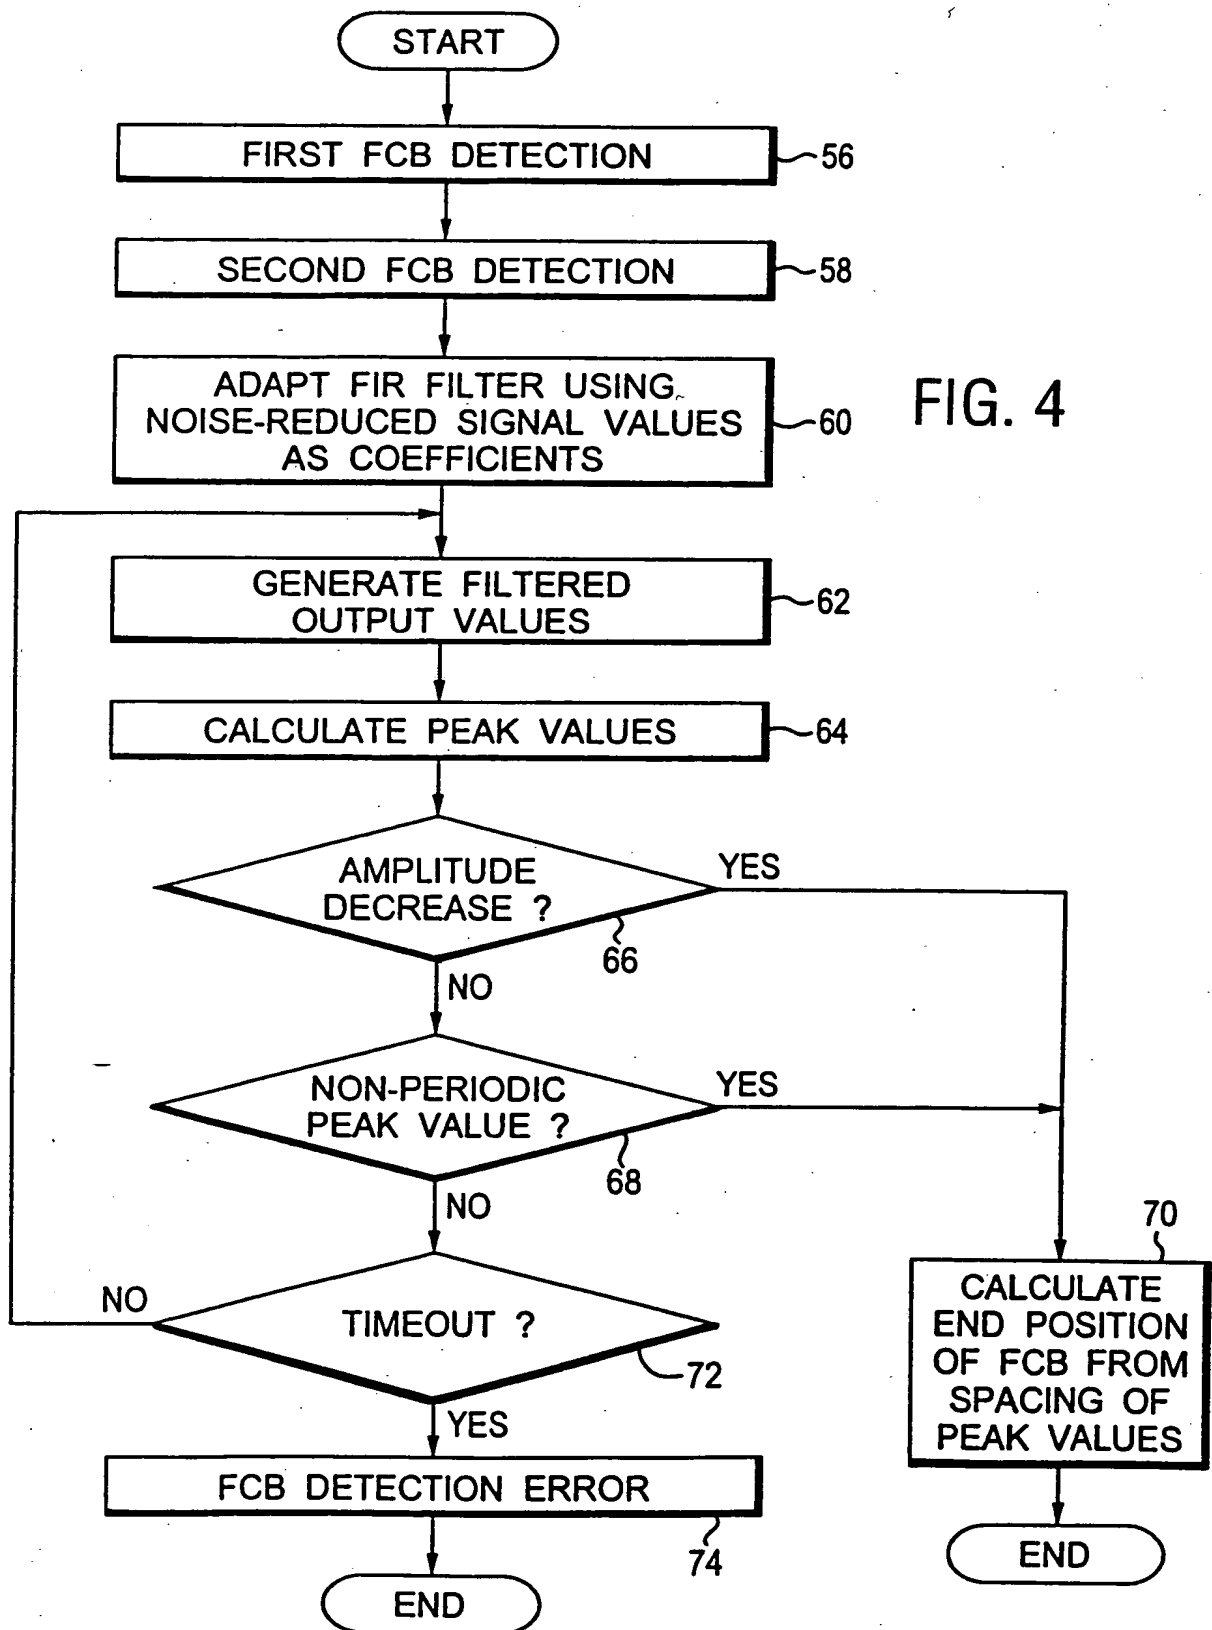 START
FIRST FCB DETECTION
56
SECOND FCB DETECTION
58
ADAPT FIR FILTER USING
NOISE-REDUCED SIGNAL VALUES
AS COEFFICIENTS
60
FIG. 4
GENERATE FILTERED
OUTPUT VALUES
62
CALCULATE PEAK VALUES
64
AMPLITUDE
DECREASE ?
YES
66
NO
NON-PERIODIC
PEAK VALUE ?
YES
68
NO
TIMEOUT ?
NO
72
YES
70
CALCULATE
END POSITION
OF FCB FROM
SPACING OF
PEAK VALUES
FCB DETECTION ERROR
74
END
END